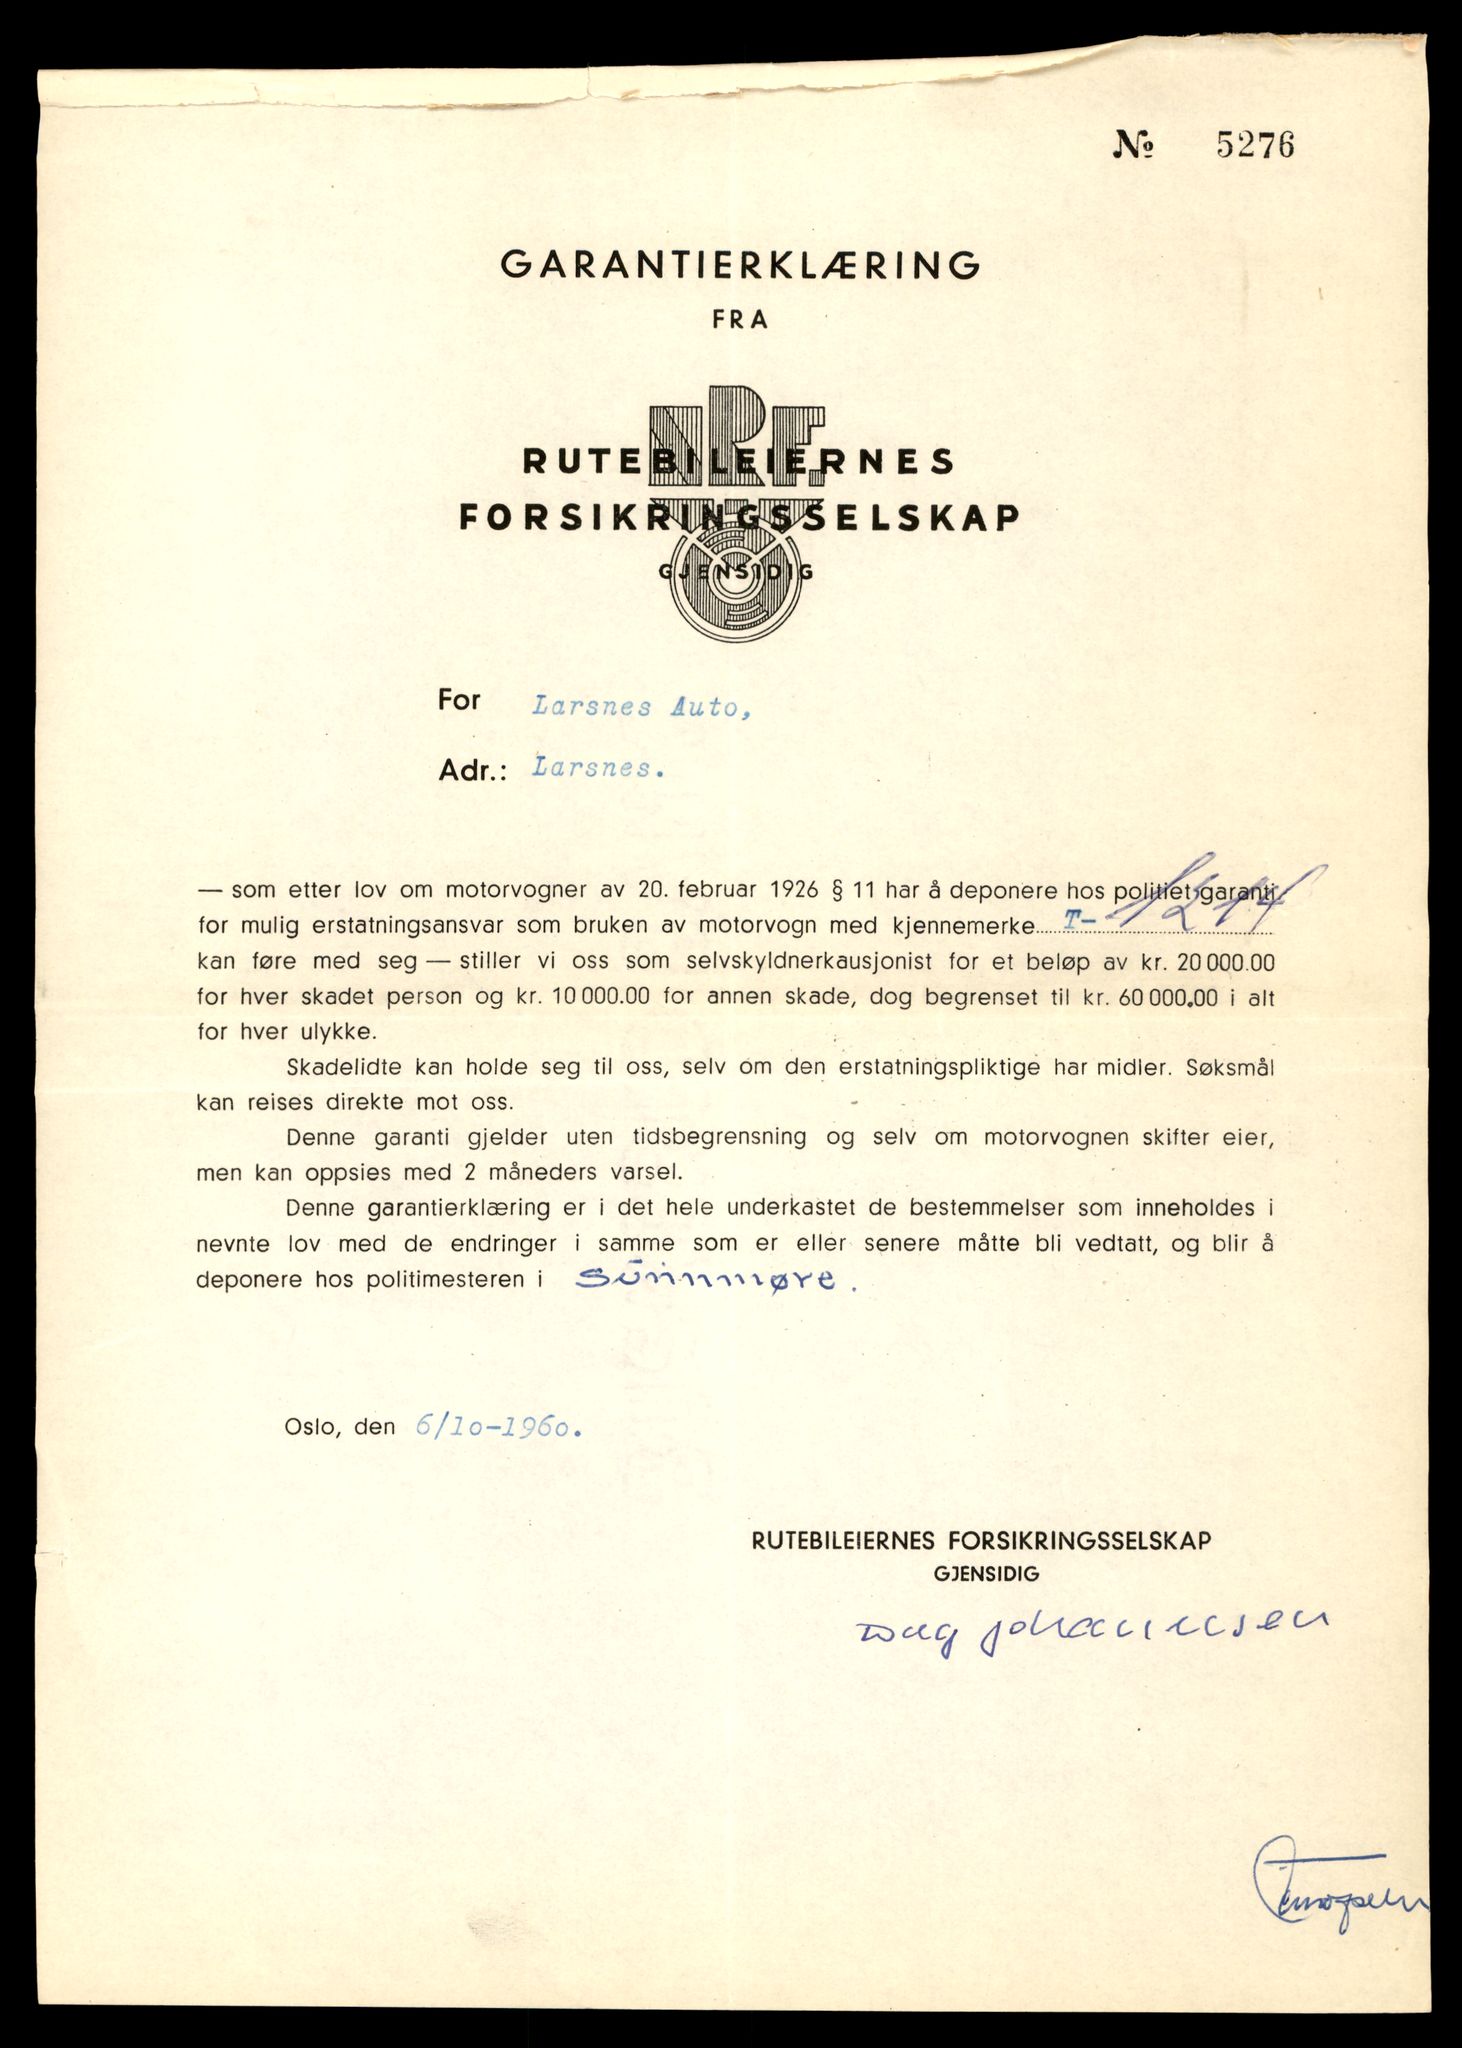 № 5276
GARANTIERKLÆRING
FRA
NRF.
RUTEBILEIERNES
FORSIKRINGSSELSKAP
GJENSIDIG
For Larsnes Auto,
Adr.: Larsnes.
— som etter lov om motorvogner av 20. februar 1926 § 11 har å deponere hos politiet garanti
for mulig erstatningsansvar som bruken av motorvogn med kjennemerke T- 1214
kan føre med seg — stiller vi oss som selvskyldnerkausjonist for et beløp av kr. 20 000.00
for hver skadet person og kr. 10 000.00 for annen skade, dog begrenset til kr. 60 000.00 i alt
for hver ulykke.
Skadelidte kan holde seg til oss, selv om den erstatningspliktige har midler. Søksmål
kan reises direkte mot oss.
Denne garanti gjelder uten tidsbegrensning og selv om motorvognen skifter eier,
men kan oppsies med 2 måneders varsel.
Denne garantierklæring er i det hele underkastet de bestemmelser som inneholdes i
nevnte lov med de endringer i samme som er eller senere måtte bli vedtatt, og blir å
deponere hos politimesteren i Sunnmøre.
Oslo, den 6/10-1960.
RUTEBILEIERNES FORSIKRINGSSELSKAP
GJENSIDIG
Dag Johannesen